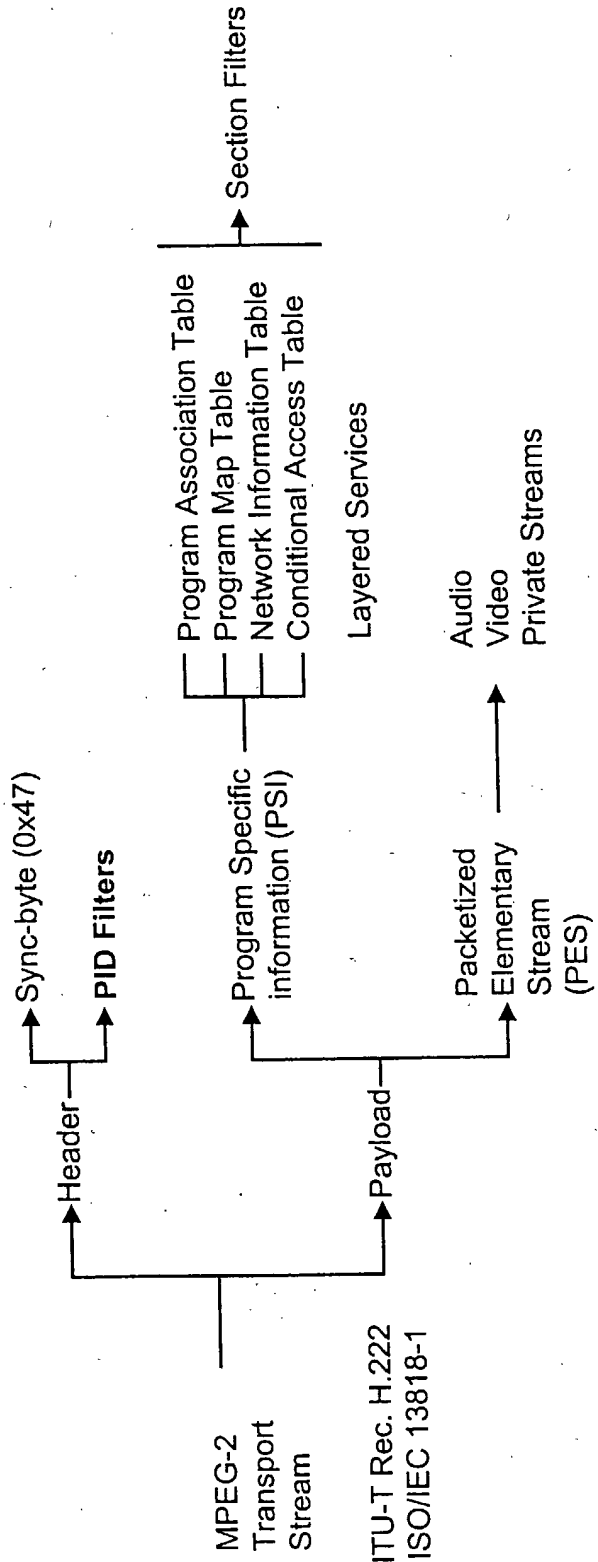 MPEG-2
Transport
Stream
ITU-T Rec. H.222
ISO/IEC 13818-1
Header
Payload
Sync-byte (0x47)
PID Filters
Program Specific
information (PSI)
Packetized
Elementary
Stream
(PES)
Program Association Table
Program Map Table
Network Information Table
Conditional Access Table
Layered Services
Audio
Video
Private Streams
Section Filters